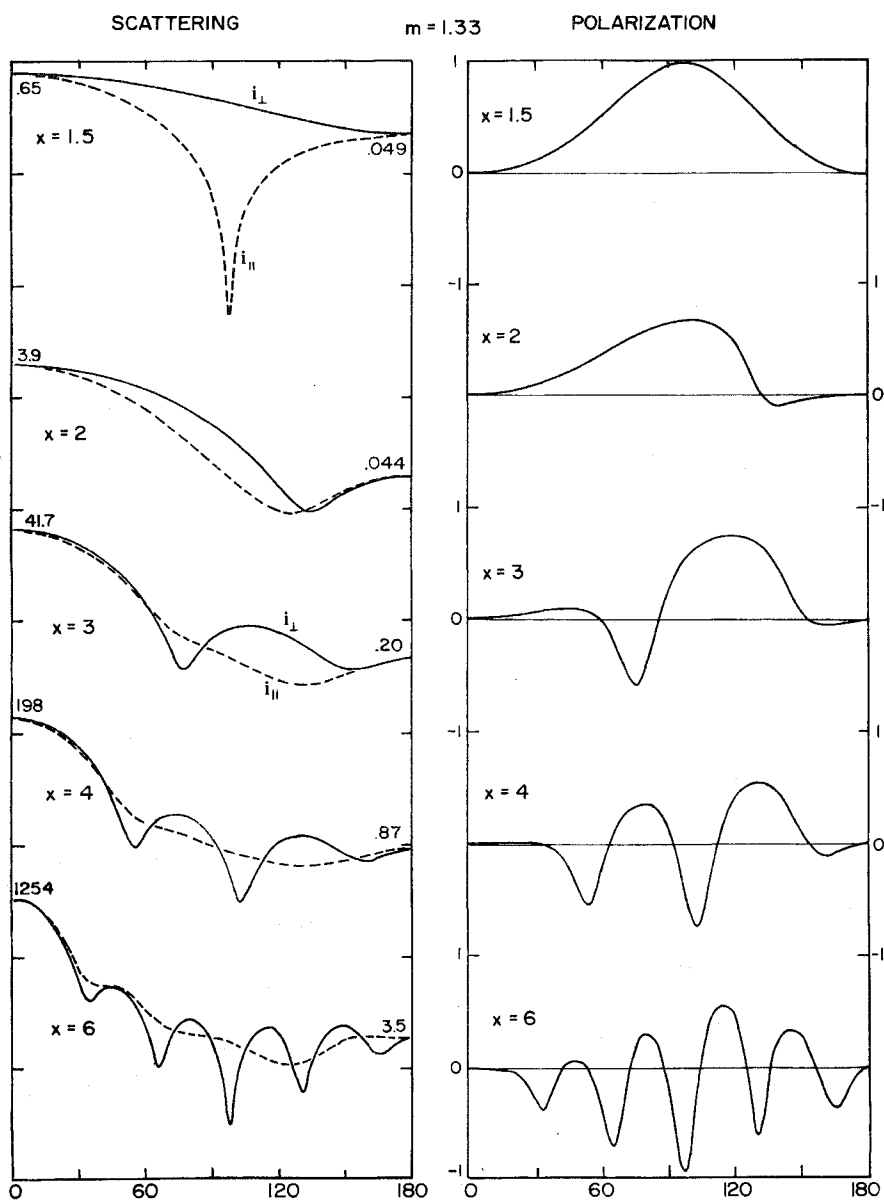 SCATTERING m = 1.33 POLARIZATION
.65
i⊥
x = 1.5
.049
i||
3.9
x = 2
.044
41.7
x = 3
i⊥
.20
i||
198
x = 4
.87
1254
x = 6
3.5
0 60 120 180
1
x = 1.5
0
-1 1
x = 2
0
1 -1
x = 3
0
-1 1
x = 4
0
1 -1
x = 6
0
-1
0 60 120 180